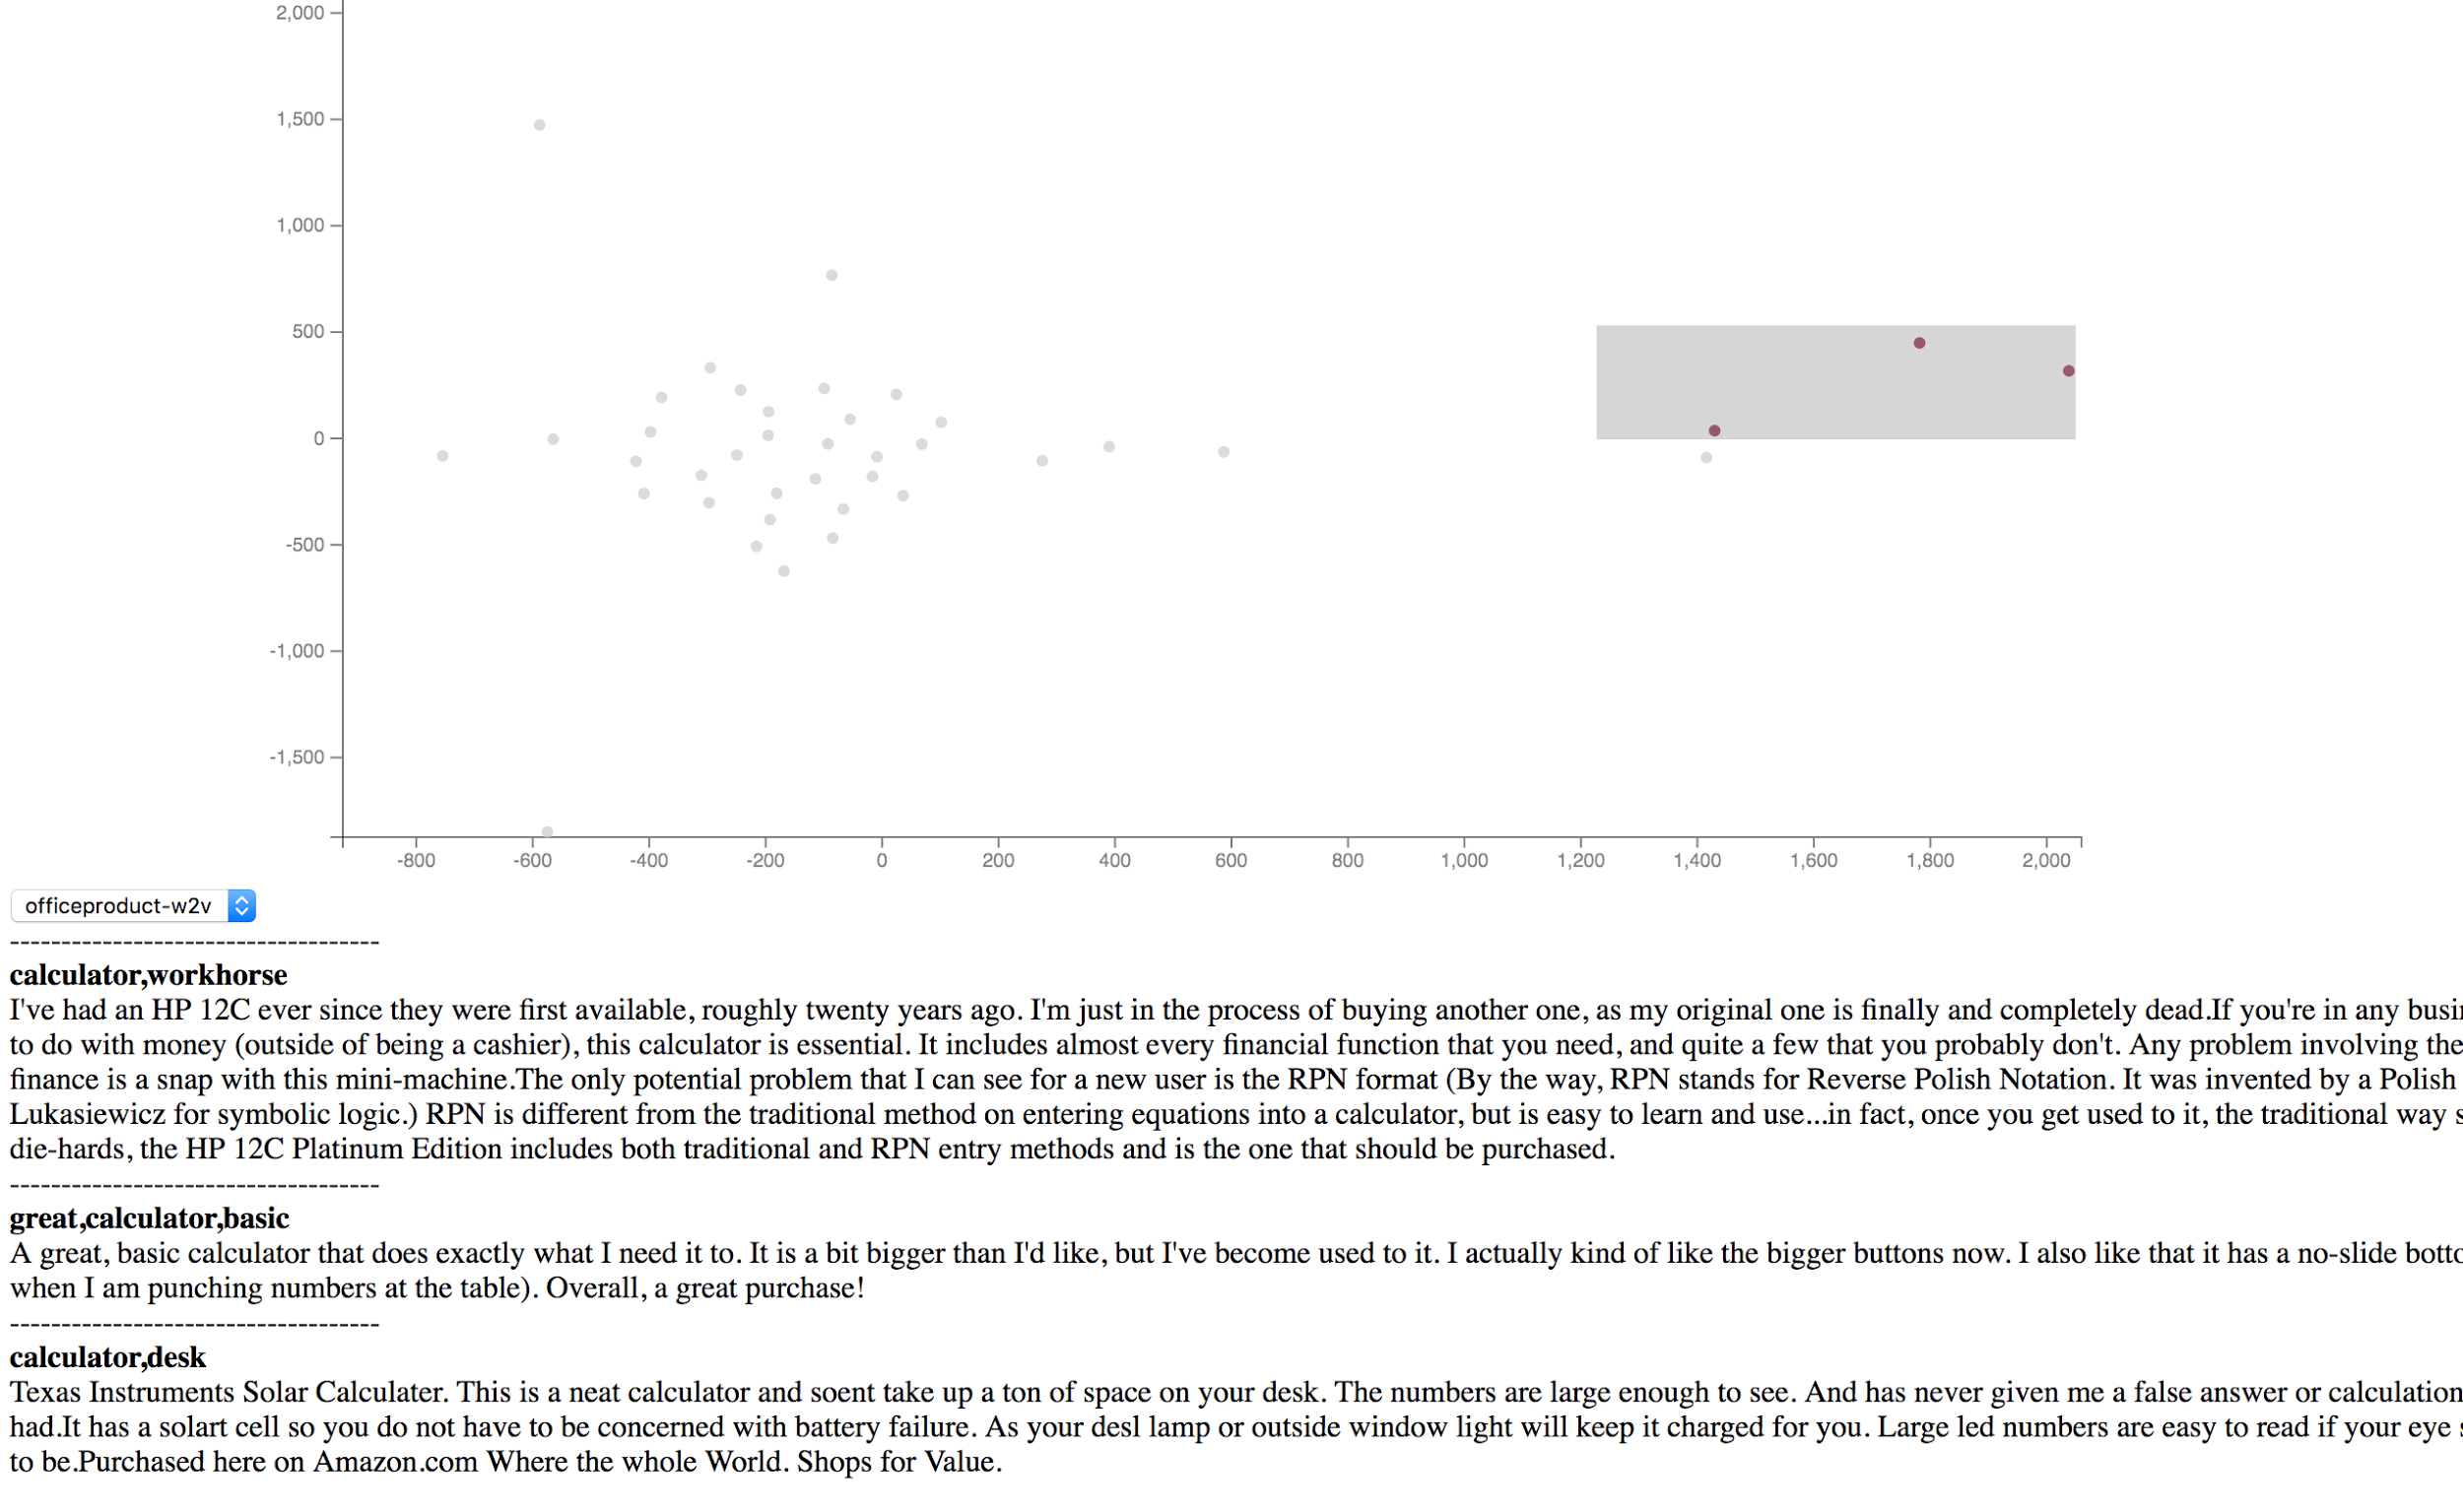 2,000
1,500
1,000
500
0
-500
-1,000
-1,500
-800 -600 -400 -200 0 200 400 600 800 1,000 1,200 1,400 1,600 1,800 2,000
officeproduct-w2v
------------------------------------
calculator,workhorse
I've had an HP 12C ever since they were first available, roughly twenty years ago. I'm just in the process of buying another one, as my original one is finally and completely dead.If you're in any
to do with money (outside of being a cashier), this calculator is essential. It includes almost every financial function that you need, and quite a few that you probably don't. Any problem involving the
finance is a snap with this mini-machine.The only potential problem that I can see for a new user is the RPN format (By the way, RPN stands for Reverse Polish Notation. It was invented by a Polish
Lukasiewicz for symbolic logic.) RPN is different from the traditional method on entering equations into a calculator, but is easy to learn and use...in fact, once you get used to it, the traditional way
die-hards, the HP 12C Platinum Edition includes both traditional and RPN entry methods and is the one that should be purchased.
------------------------------------
great,calculator,basic
A great, basic calculator that does exactly what I need it to. It is a bit bigger than I'd like, but I've become used to it. I actually kind of like the bigger buttons now. I also like that it has a no-slide
when I am punching numbers at the table). Overall, a great purchase!
------------------------------------
calculator,desk
Texas Instruments Solar Calculater. This is a neat calculator and soent take up a ton of space on your desk. The numbers are large enough to see. And has never given me a false answer or calculation
had.It has a solart cell so you do not have to be concerned with battery failure. As your desl lamp or outside window light will keep it charged for you. Large led numbers are easy to read if your eye
to be.Purchased here on Amazon.com Where the whole World. Shops for Value.